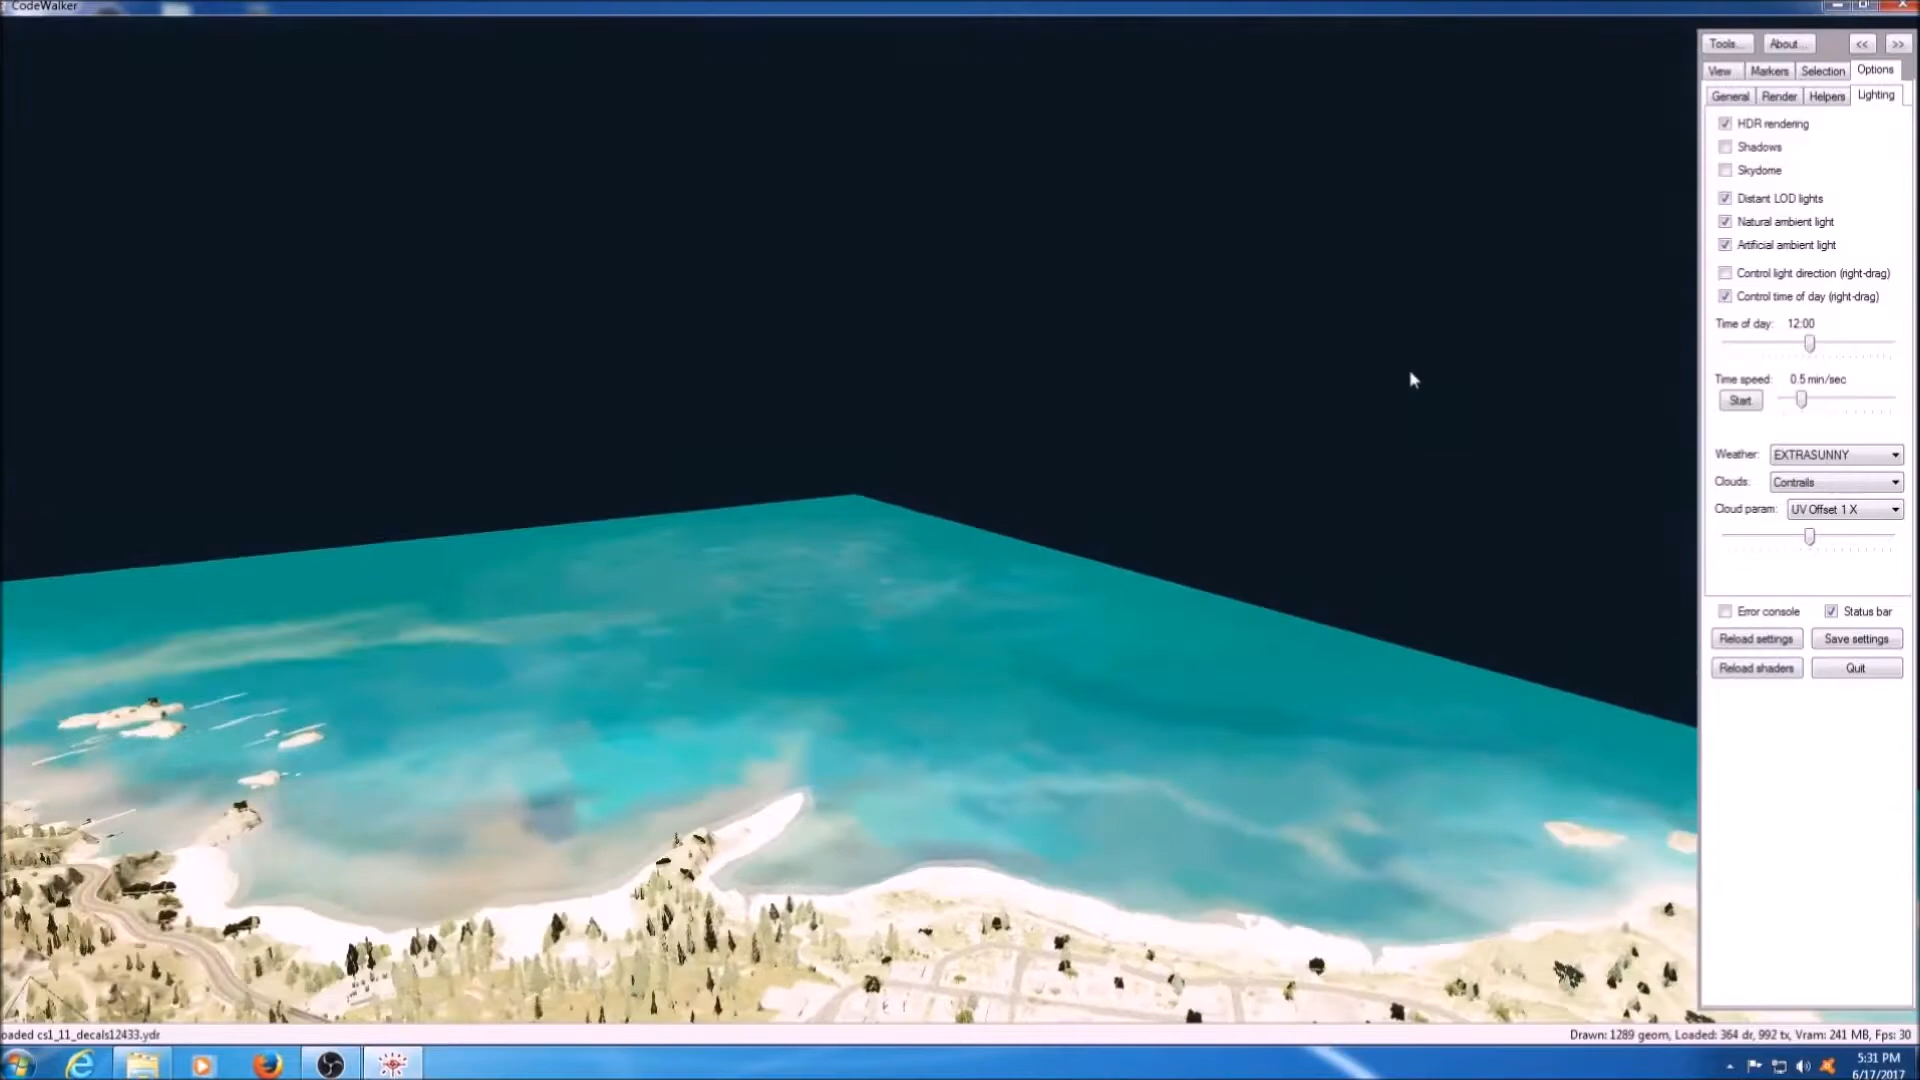 CodeWalker
Tools... About... << >>
View Markers Selection Options
General Render Helpers Lighting
HDR rendering
Shadows
Skydome
Distant LOD lights
Natural ambient light
Artificial ambient light
Control light direction (right-drag)
Control time of day (right-drag)
Time of day: 12:00
Time speed: 0.5 min/sec
Start
Weather: EXTRASUNNY
Clouds: Contrails
Cloud param: UV Offset 1 X
Error console Status bar
Reload settings Save settings
Reload shaders Quit
oaded cs1_11_decals12433.ydr Drawn: 1289 geom, Loaded: 364 dr, 992 tx, Vram: 241 MB, Fps: 30
5:31 PM
6/17/2017